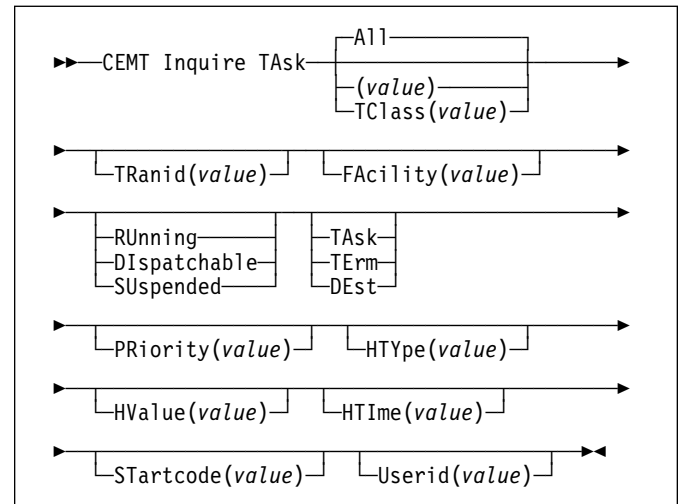 All
CEMT Inquire TAsk
(value)
TClass(value)
TRanid(value) FAcility(value)
RUnning TAsk
DIspatchable TErm
SUspended DEst
PRiority(value) HTYpe(value)
HValue(value) HTIme(value)
STartcode(value) Userid(value)